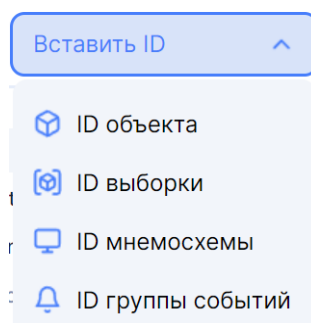 Вставить ID
ID объекта
ID выборки
ID мнемосхемы
ID группы событий